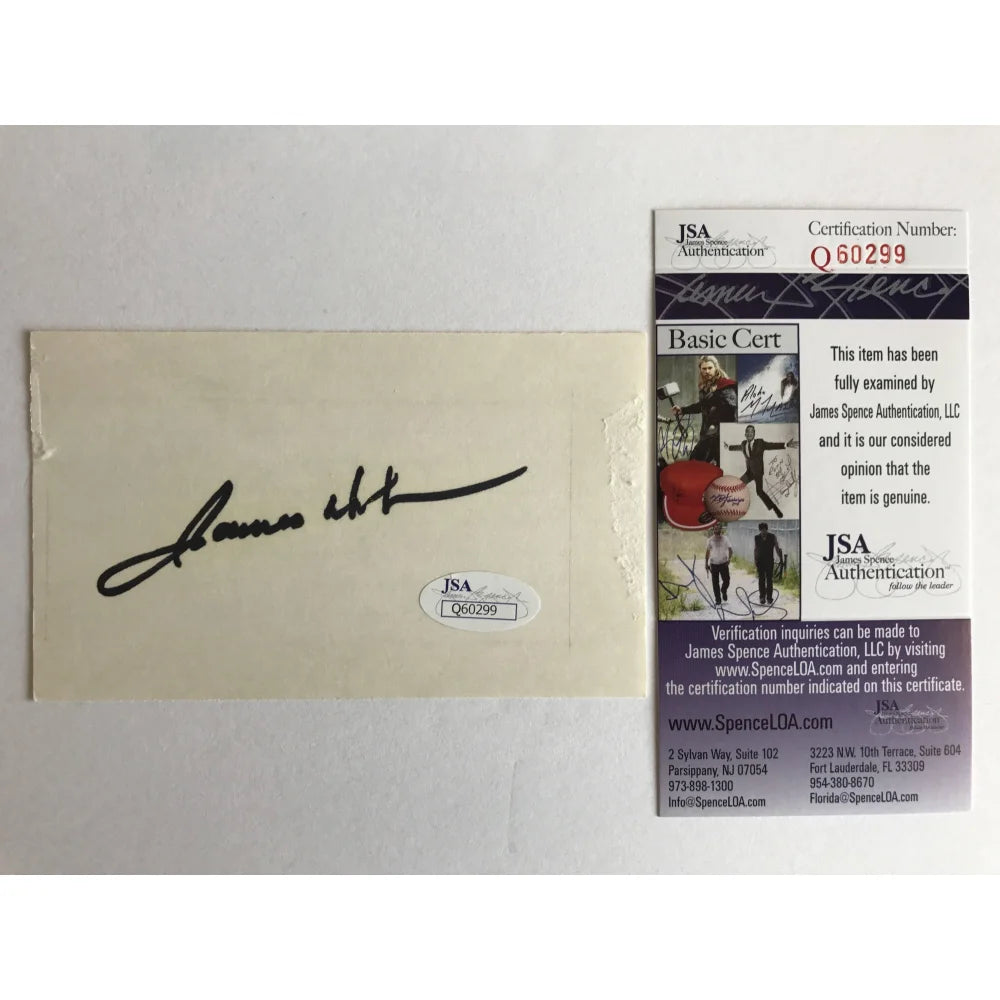 James
JSA
Q60299
JSA
James Spence
Authentication
Certification Number:
Q60299
James Spence
Basic Cert
This item has been
fully examined by
James Spence Authentication, LLC
and it is our considered
opinion that the
item is genuine.
JSA
James Spence
Authentication™
follow the leader
Verification inquiries can be made to
James Spence Authentication, LLC by visiting
www.SpenceLOA.com and entering
the certification number indicated on this certificate.
JSA
Authentication
www.SpenceLOA.com
2 Sylvan Way, Suite 102
Parsippany, NJ 07054
973-898-1300
Info@SpenceLOA.com
3223 N.W. 10th Terrace, Suite 604
Fort Lauderdale, FL 33309
954-380-8670
Florida@SpenceLOA.com